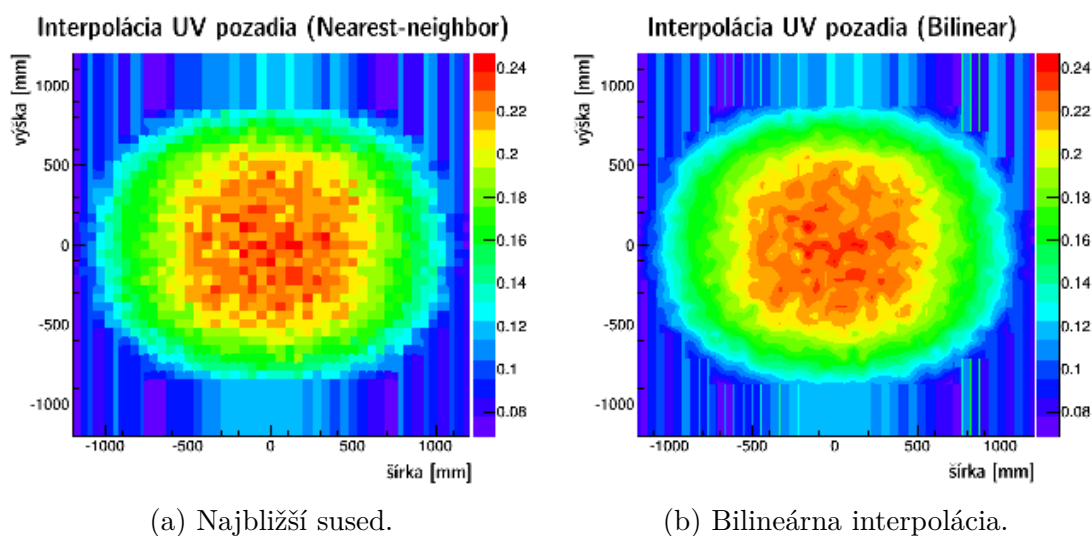 Interpolácia UV pozadia (Nearest-neighbor)
výška [mm]
1000
500
0
-500
-1000
-1000 -500 0 500 1000
šírka [mm]
0.24
0.22
0.2
0.18
0.16
0.14
0.12
0.1
0.08
(a) Najbližší sused.
Interpolácia UV pozadia (Bilinear)
výška [mm]
1000
500
0
-500
-1000
-1000 -500 0 500 1000
šírka [mm]
0.24
0.22
0.2
0.18
0.16
0.14
0.12
0.1
0.08
(b) Bilineárna interpolácia.